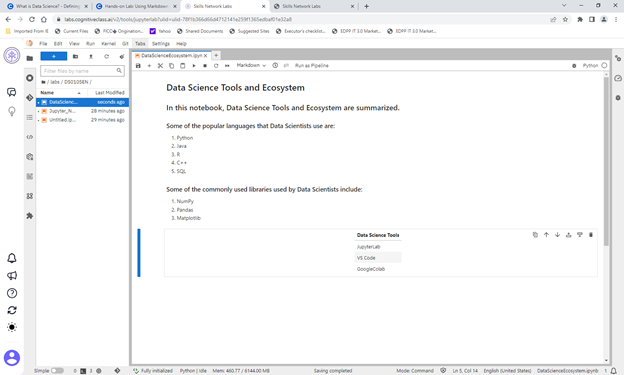 What is Data Science? - Defining
Hands-on Lab: Using Markdown
Skills Network Labs
Skills Network Labs
labs.cognitiveclass.ai/v2/tools/jupyterlab?ulid=ulid-
Imported From IE
Current Files
Origination...
Yahoo
Shared Documents
Suggested Sites
Executor's checklist...
EDPP IT 3.0 Market...
EDPP IT 3.0 Market...
File Edit View Run Kernel Git Tabs Settings Help
DataScienceEcosystem.ipynb
Filter files by name
Markdown
Run as Pipeline
Python
/ labs / DS0105EN /
Name
Last Modified
DataScienc...
seconds ago
Jupyter_N...
28 minutes ago
Untitled.ip...
29 minutes ago
Data Science Tools and Ecosystem
In this notebook, Data Science Tools and Ecosystem are summarized.
Some of the popular languages that Data Scientists use are:
1. Python
2. Java
3. R
4. C++
5. SQL
Some of the commonly used libraries used by Data Scientists include:
1. NumPy
2. Pandas
3. Matplotlib
Data Science Tools
JupyterLab
VS Code
GoogleColab
Simple
Fully initialized
Python | Idle
Mem: 460.77 / 6144.00 MB
Saving completed
Mode: Command
Ln 5, Col 14
English (United States)
DataScienceEcosystem.ipynb